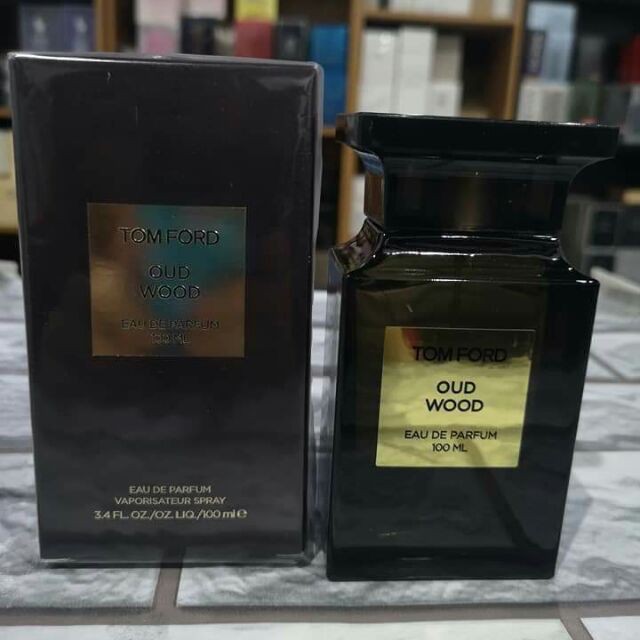 TOM FORD
OUD
WOOD
EAU DE PARFUM
100 ML
EAU DE PARFUM
VAPORISATEUR SPRAY
3.4 FL. OZ./OZ. LIQ./100 ml e
TOM FORD
OUD
WOOD
EAU DE PARFUM
100 ML